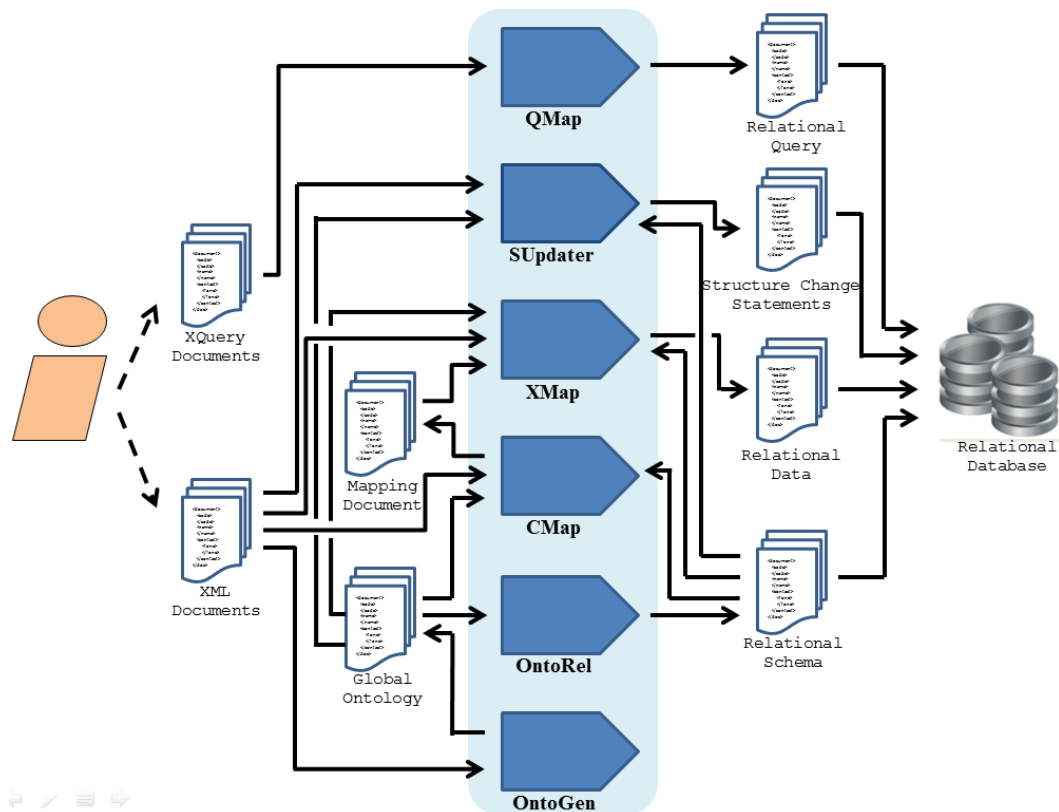 QMap
Relational
Query
SUpdater
Structure Change
Statements
XQuery
Documents
XMap
Relational
Data
Relational
Database
Mapping
Document
CMap
XML
Documents
OntoRel
Relational
Schema
Global
Ontology
OntoGen